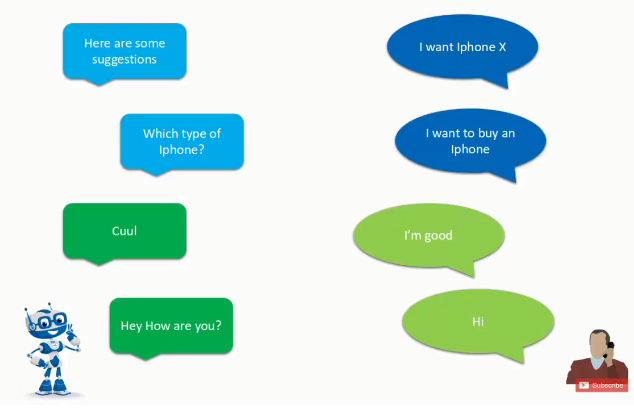 Here are some
suggestions
I want Iphone X
Which type of
Iphone?
I want to buy an
Iphone
Cuul
I'm good
Hey How are you?
Hi
Subscribe